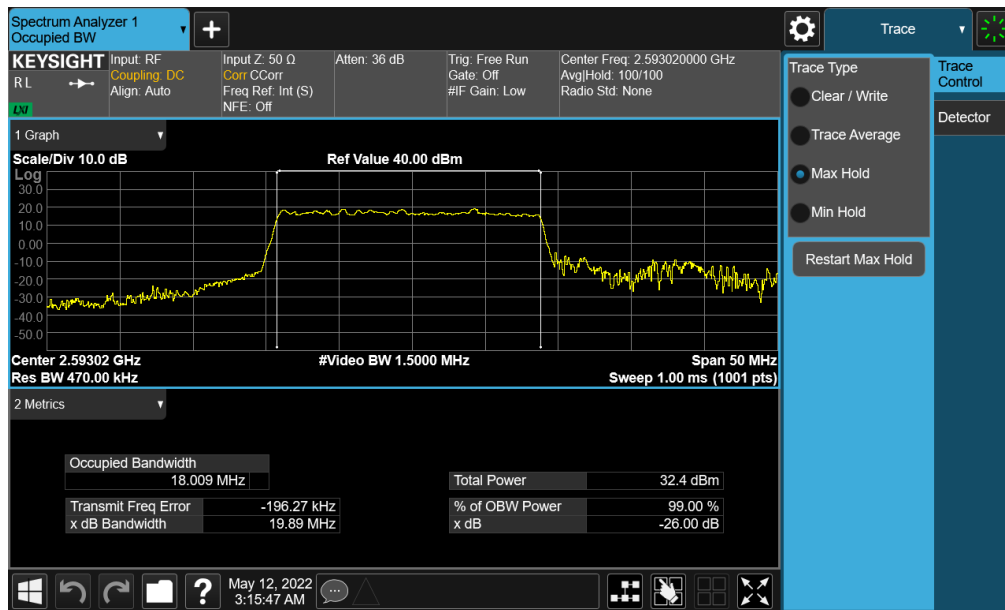 Spectrum Analyzer 1
Occupied BW
+
Trace
KEYSIGHT
R L
LXI
Input: RF
Coupling: DC
Align: Auto
Input Z: 50 Ω
Corr CCorr
Freq Ref: Int (S)
NFE: Off
Atten: 36 dB
Trig: Free Run
Gate: Off
#IF Gain: Low
Center Freq: 2.593020000 GHz
Avg|Hold: 100/100
Radio Std: None
Trace Type
Clear / Write
Trace Average
Max Hold
Min Hold
Restart Max Hold
Trace
Control
Detector
1 Graph
Scale/Div 10.0 dB
Ref Value 40.00 dBm
Log
30.0
20.0
10.0
0.00
-10.0
-20.0
-30.0
-40.0
-50.0
Center 2.59302 GHz
#Video BW 1.5000 MHz
Span 50 MHz
Res BW 470.00 kHz
Sweep 1.00 ms (1001 pts)
2 Metrics
Occupied Bandwidth
18.009 MHz
Total Power 32.4 dBm
Transmit Freq Error -196.27 kHz
% of OBW Power 99.00 %
x dB Bandwidth 19.89 MHz
x dB -26.00 dB
?
May 12, 2022
3:15:47 AM